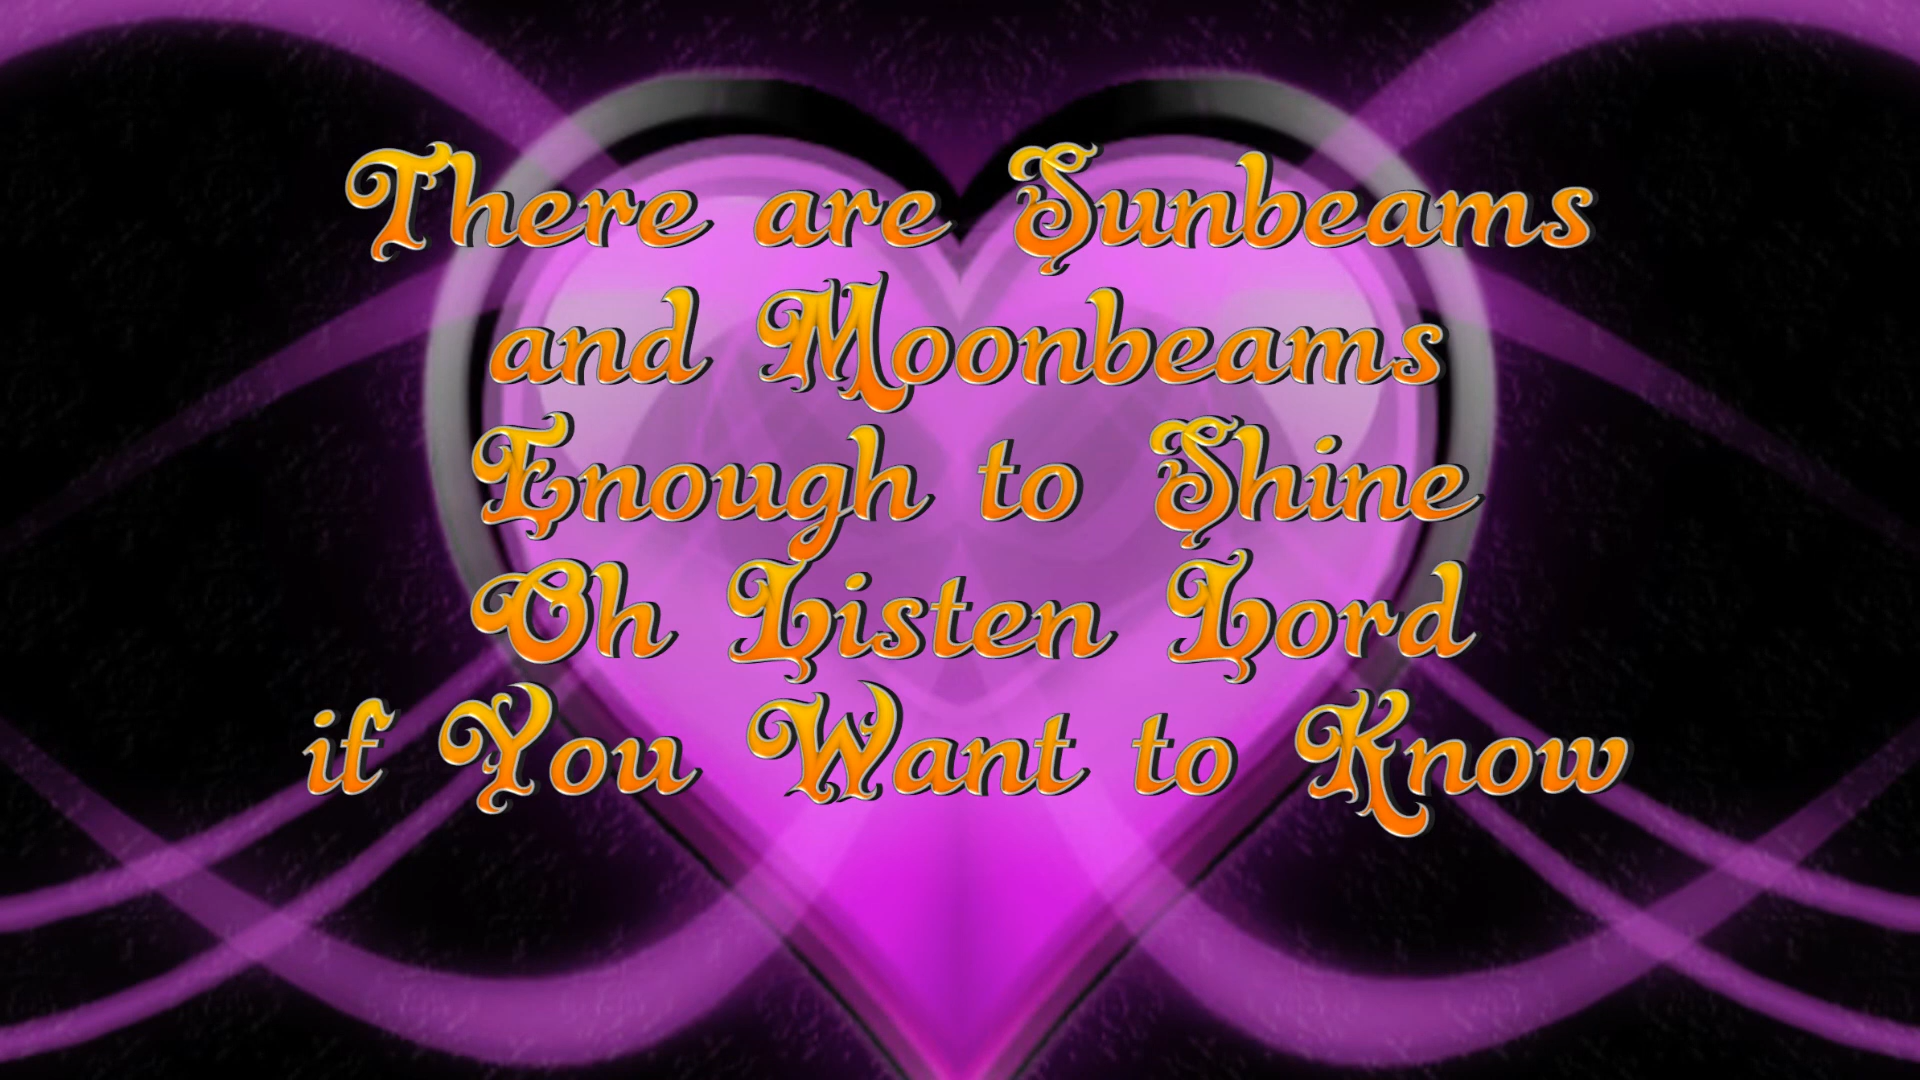 There are Sunbeams
and Moonbeams
Enough to Shine
Oh Listen Lord
if You Want to Know